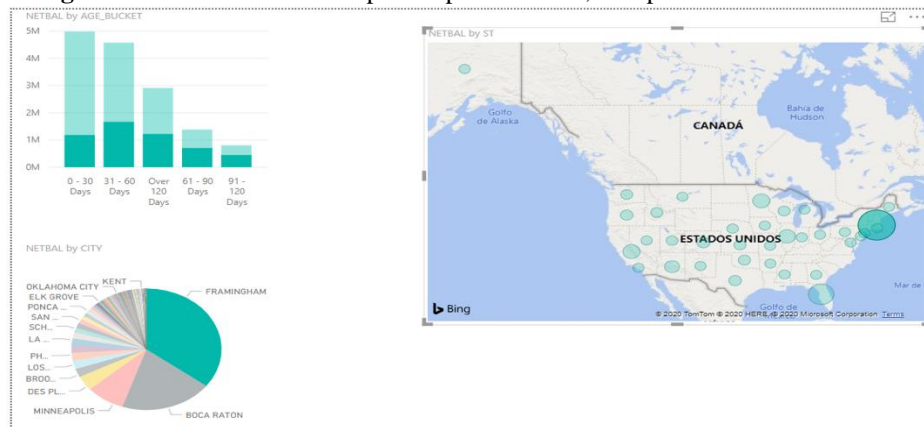 NETBAL by AGE_BUCKET
5M
4M
3M
2M
1M
0M
0 - 30
Days
31 - 60
Days
Over
120
Days
61 - 90
Days
91 -
120
Days
NETBAL by CITY
KENT
OKLAHOMA CITY
ELK GROVE
PONCA ...
SAN ...
SCH...
LA ...
PH...
LOS...
BROO...
DES PL...
MINNEAPOLIS
FRAMINGHAM
BOCA RATON
NETBAL by ST
Golfo
de Alaska
CANADÁ
Bahía de
Hudson
ESTADOS UNIDOS
Mar de
Golfo de
Bing
© 2020 TomTom © 2020 HERE, © 2020 Microsoft Corporation Terms